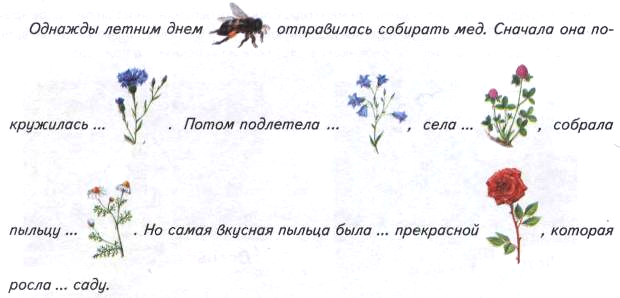 Однажды летним днем отправилась собирать мед. Сначала она по-
кружилась ... . Потом подлетела ... , села ... , собрала
пыльцу ... . Но самая вкусная пыльца была ... прекрасной , которая
росла ... саду.